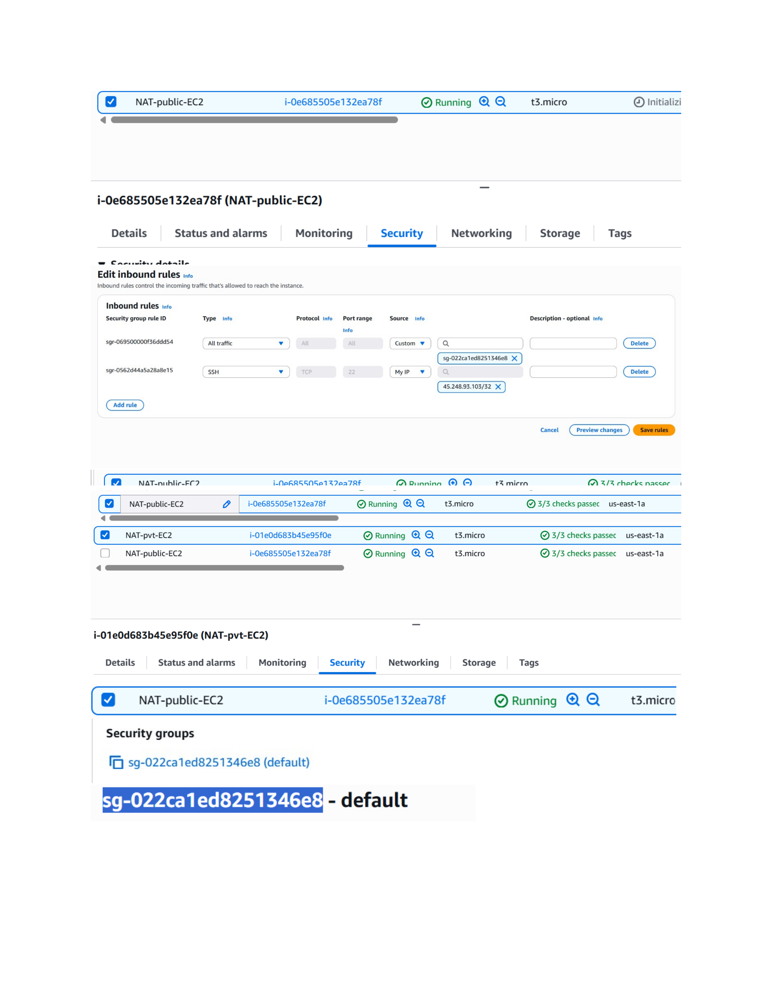 NAT-public-EC2 i-0e685505e132ea78f Running t3.micro Initializi
i-0e685505e132ea78f (NAT-public-EC2)
Details Status and alarms Monitoring Security Networking Storage Tags
Security details
Edit inbound rules Info
Inbound rules control the incoming traffic that's allowed to reach the instance.
Inbound rules Info
Security group rule ID Type Info Protocol Info Port range Info Source Info Description - optional Info
sgr-069500000f36ddd54 All traffic All All Custom Delete
sg-022ca1ed8251346e8
sgr-0562d44a5a28a8e15 SSH TCP 22 My IP Delete
45.248.93.103/32
Add rule
Cancel Preview changes Save rules
NAT-public-EC2 i-0e685505e132ea78f Running t3.micro 3/3 checks passec
NAT-public-EC2 i-0e685505e132ea78f Running t3.micro 3/3 checks passec us-east-1a
NAT-pvt-EC2 i-01e0d683b45e95f0e Running t3.micro 3/3 checks passec us-east-1a
NAT-public-EC2 i-0e685505e132ea78f Running t3.micro 3/3 checks passec us-east-1a
i-01e0d683b45e95f0e (NAT-pvt-EC2)
Details Status and alarms Monitoring Security Networking Storage Tags
NAT-public-EC2 i-0e685505e132ea78f Running t3.micro
Security groups
sg-022ca1ed8251346e8 (default)
sg-022ca1ed8251346e8 - default